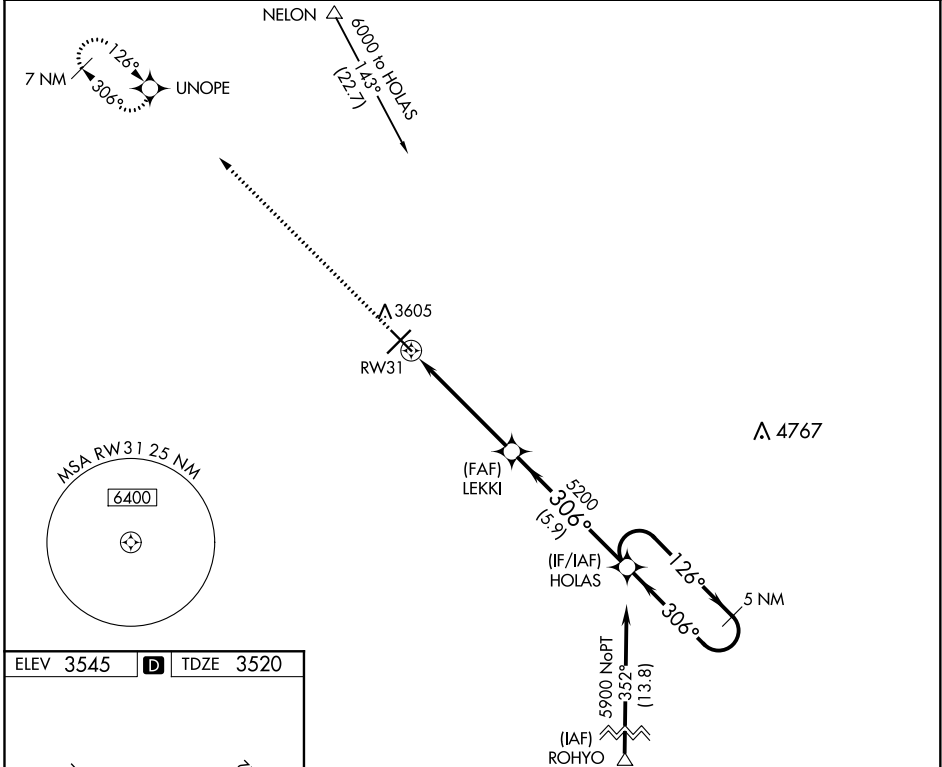 NELON
6000 to HOLAS
143°
(22.7)
126°
306°
7 NM
UNOPE
3605
RW31
4767
MSA RW31 25 NM
6400
(FAF)
LEKKI
5200
306°
(5.9)
(IF/IAF)
HOLAS
126°
306°
5 NM
5900 NoPT
352°
(13.8)
(IAF)
ROHYO
ELEV 3545 D TDZE 3520